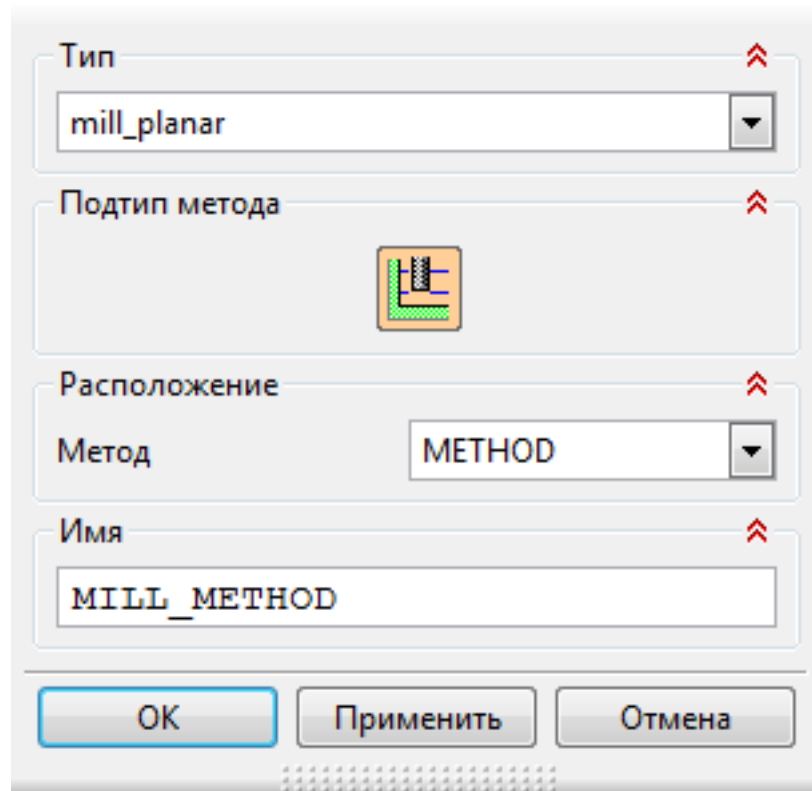 Тип
mill_planar
Подтип метода
Расположение
Метод METHOD
Имя
MILL_METHOD
OK Применить Отмена